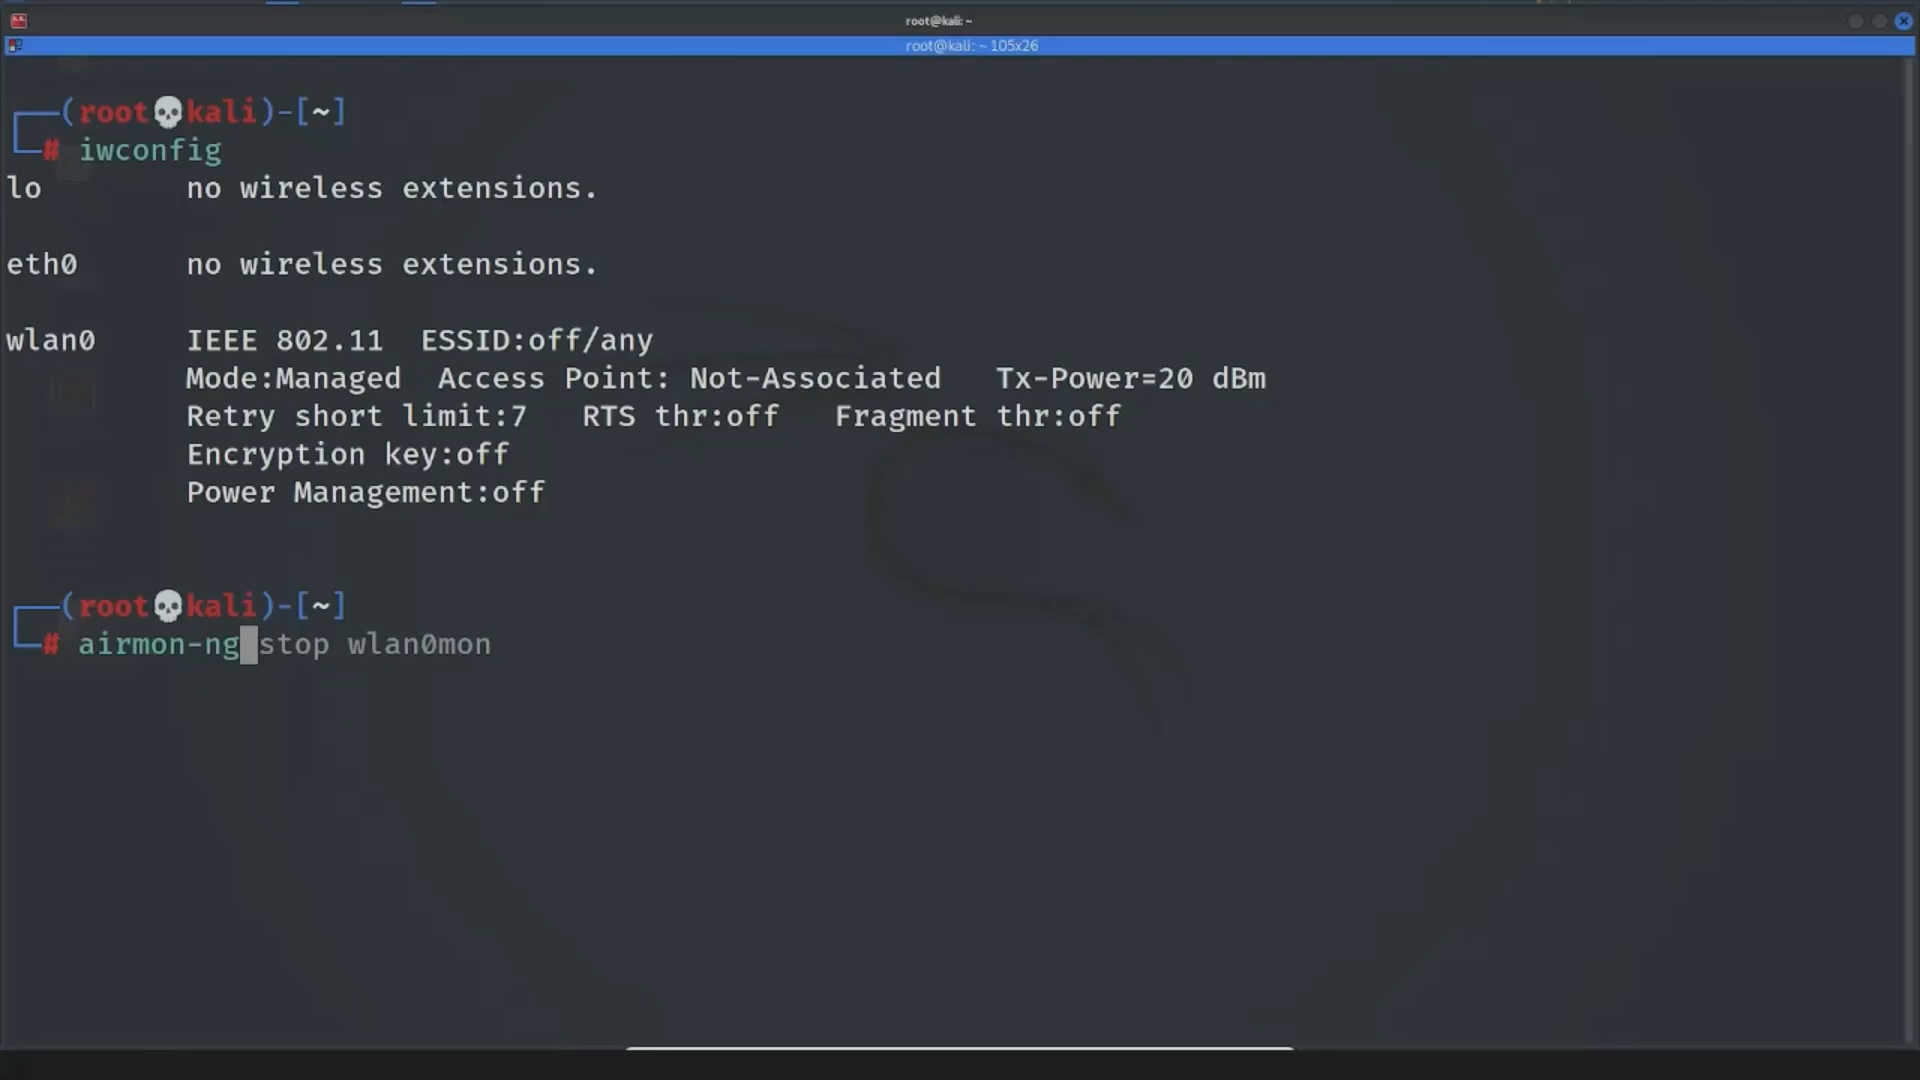 root@kali: ~
root@kali: ~ 105x26
┌──(root💀kali)-[~]
└─# iwconfig
lo        no wireless extensions.
eth0      no wireless extensions.
wlan0     IEEE 802.11  ESSID:off/any
          Mode:Managed  Access Point: Not-Associated   Tx-Power=20 dBm
          Retry short limit:7   RTS thr:off   Fragment thr:off
          Encryption key:off
          Power Management:off
┌──(root💀kali)-[~]
└─# airmon-ng stop wlan0mon